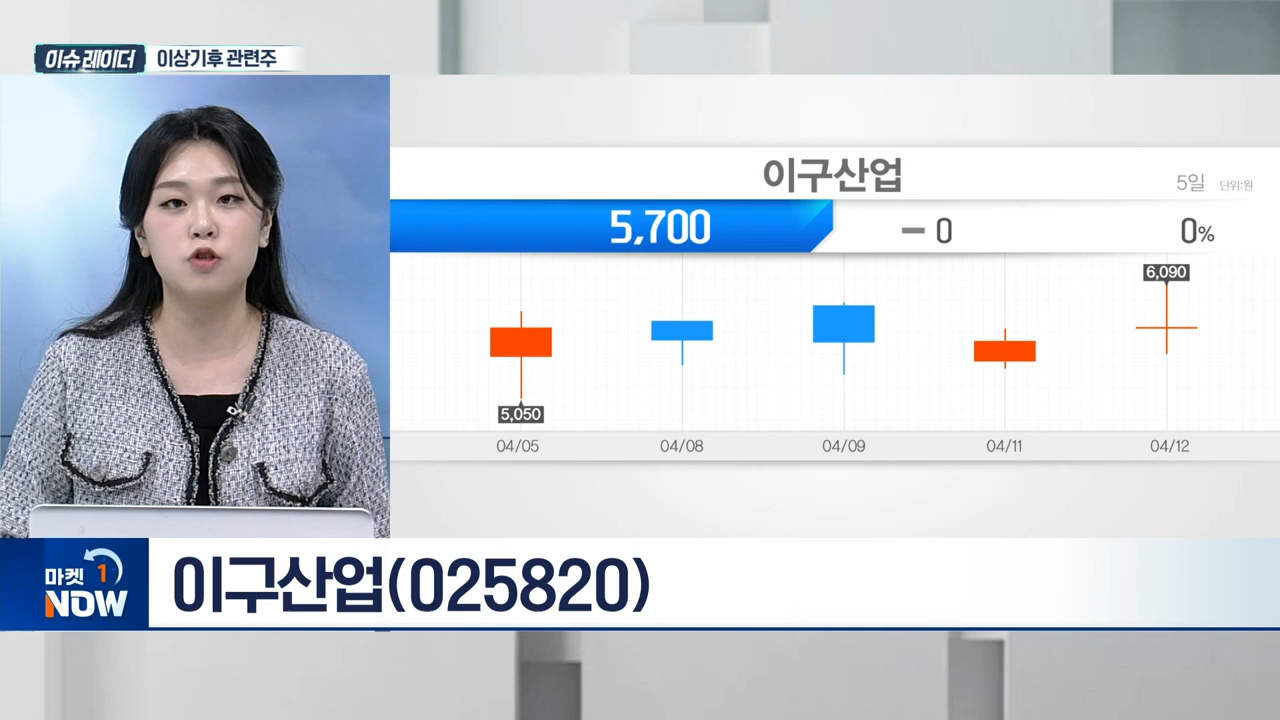 이슈 레이더 이상기후 관련주
이구산업
5일 단위:원
5,700 0 0%
6,090
5,050
04/05 04/08 04/09 04/11 04/12
마켓 1
NOW
이구산업(025820)